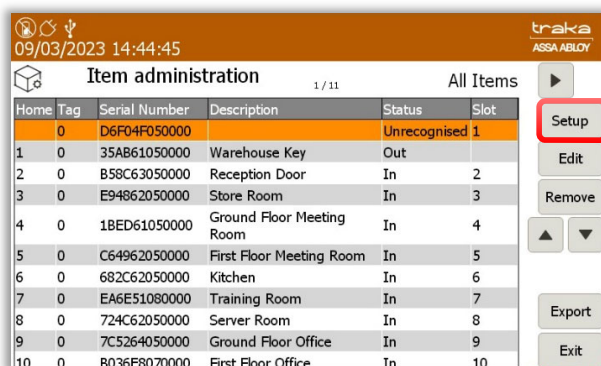 traka
09/03/2023 14:44:45
ASSA ABLOY
Item administration 1/11 All Items
Home Tag Serial Number Description Status Slot
0 D6F04F050000 Unrecognised 1
Setup
1 0 35AB61050000 Warehouse Key Out
Edit
2 0 B58C63050000 Reception Door In 2
3 0 E94862050000 Store Room In 3
Remove
4 0 1BED61050000 Ground Floor Meeting Room In 4
5 0 C64962050000 First Floor Meeting Room In 5
6 0 682C62050000 Kitchen In 6
7 0 EA6E51080000 Training Room In 7
8 0 724C62050000 Server Room In 8
Export
9 0 7C5264050000 Ground Floor Office In 9
Exit
10 0 B036F8070000 First Floor Office In 10